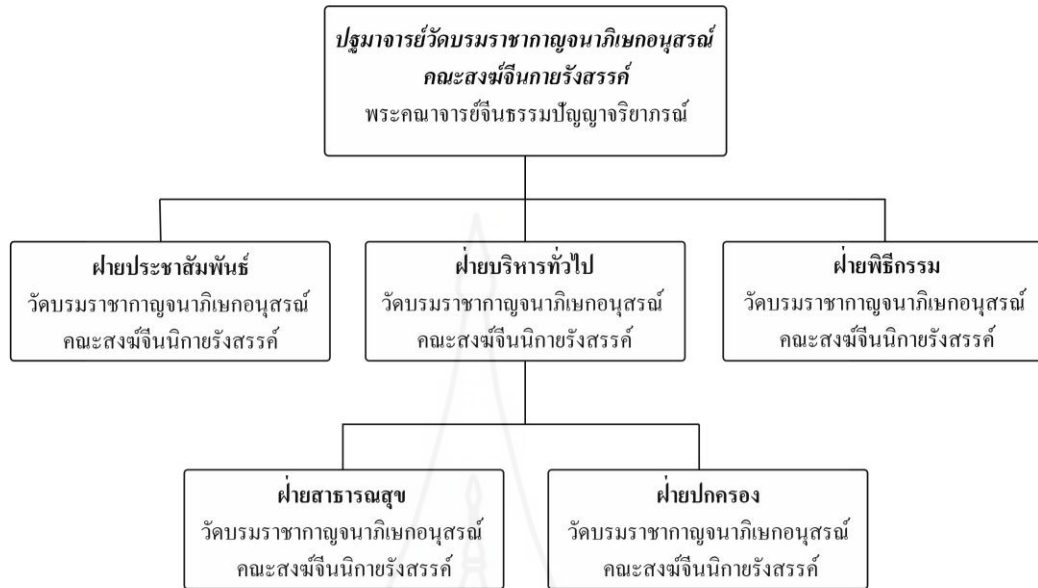 ปฐมาจารย์วัดบรมราชากาญจนาภิเษกอนุสรณ์
คณะสงฆ์จีนกายรังสรรค์
พระคณาจารย์จีนธรรมปัญญาจริยาภรณ์
ฝ่ายประชาสัมพันธ์
วัดบรมราชากาญจนาภิเษกอนุสรณ์
คณะสงฆ์จีนนิกายรังสรรค์
ฝ่ายบริหารทั่วไป
วัดบรมราชากาญจนาภิเษกอนุสรณ์
คณะสงฆ์จีนนิกายรังสรรค์
ฝ่ายพิธีกรรม
วัดบรมราชากาญจนาภิเษกอนุสรณ์
คณะสงฆ์จีนนิกายรังสรรค์
ฝ่ายสาธารณสุข
วัดบรมราชากาญจนาภิเษกอนุสรณ์
คณะสงฆ์จีนนิกายรังสรรค์
ฝ่ายปกครอง
วัดบรมราชากาญจนาภิเษกอนุสรณ์
คณะสงฆ์จีนนิกายรังสรรค์